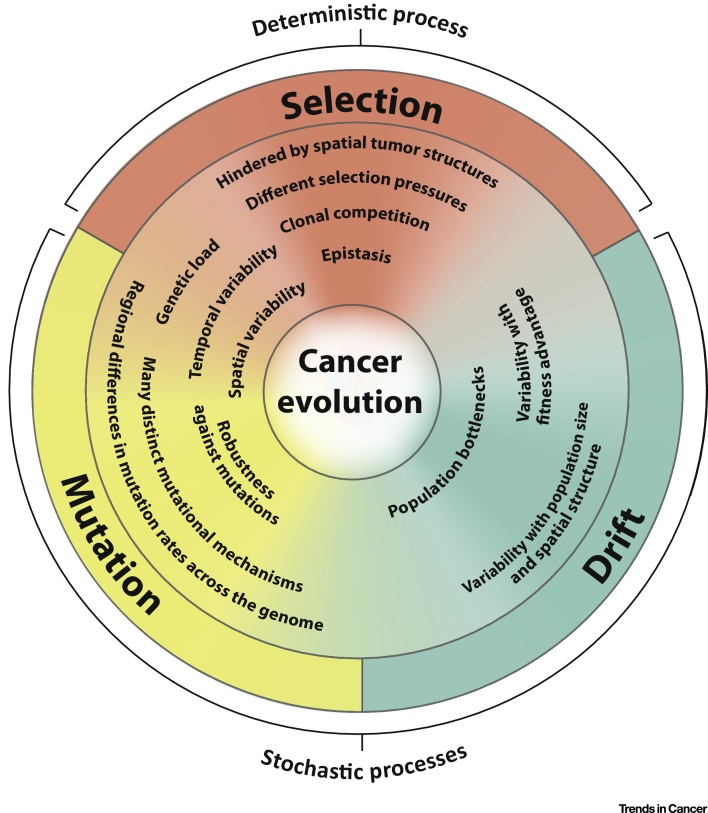 Deterministic process
Selection
Hindered by spatial tumor structures
Different selection pressures
Clonal competition
Epistasis
Genetic load
Temporal variability
Spatial variability
Regional differences in mutation rates across the genome
Many distinct mutational mechanisms
Robustness
against mutations
Mutation
Cancer
evolution
Variability with
fitness advantage
Population bottlenecks
Variability with population size
and spatial structure
Drift
Stochastic processes
Trends in Cancer